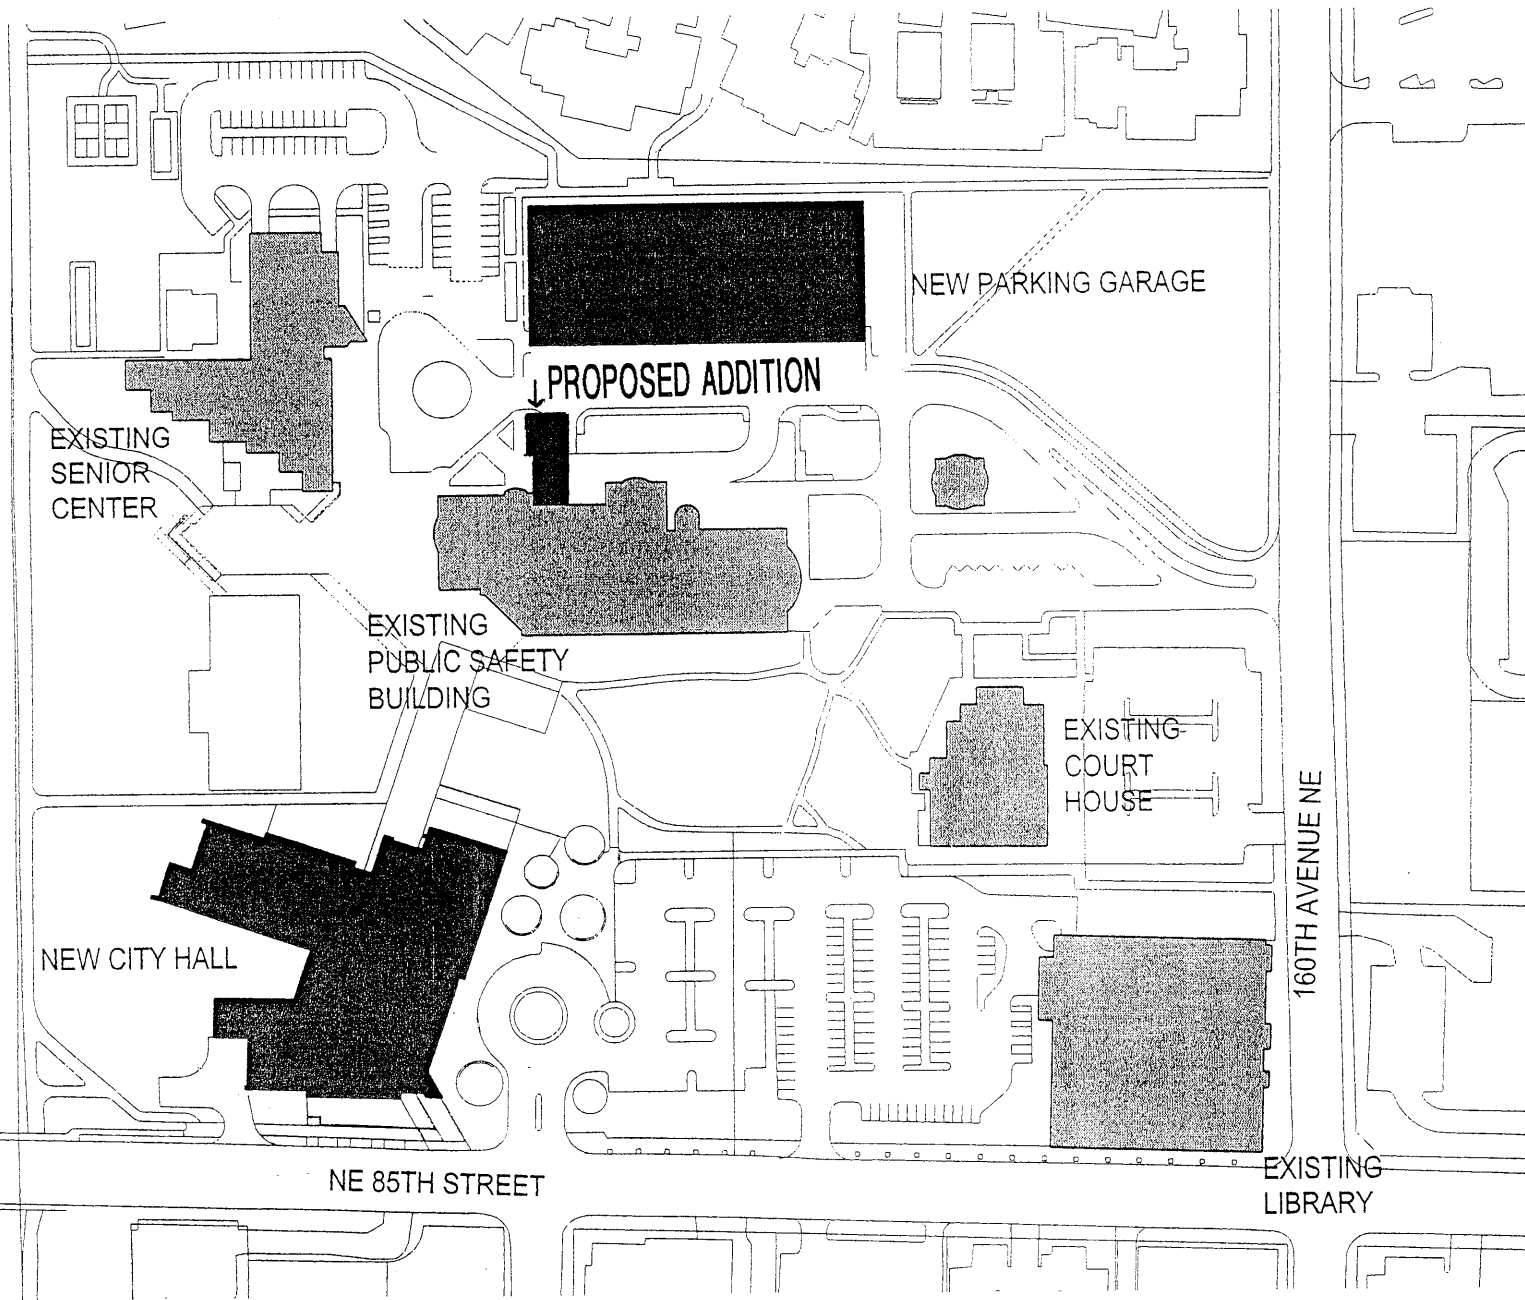 NEW PARKING GARAGE
PROPOSED ADDITION
EXISTING
SENIOR
CENTER
EXISTING
PUBLIC SAFETY
BUILDING
EXISTING
COURT
HOUSE
160TH AVENUE NE
NEW CITY HALL
NE 85TH STREET
EXISTING
LIBRARY